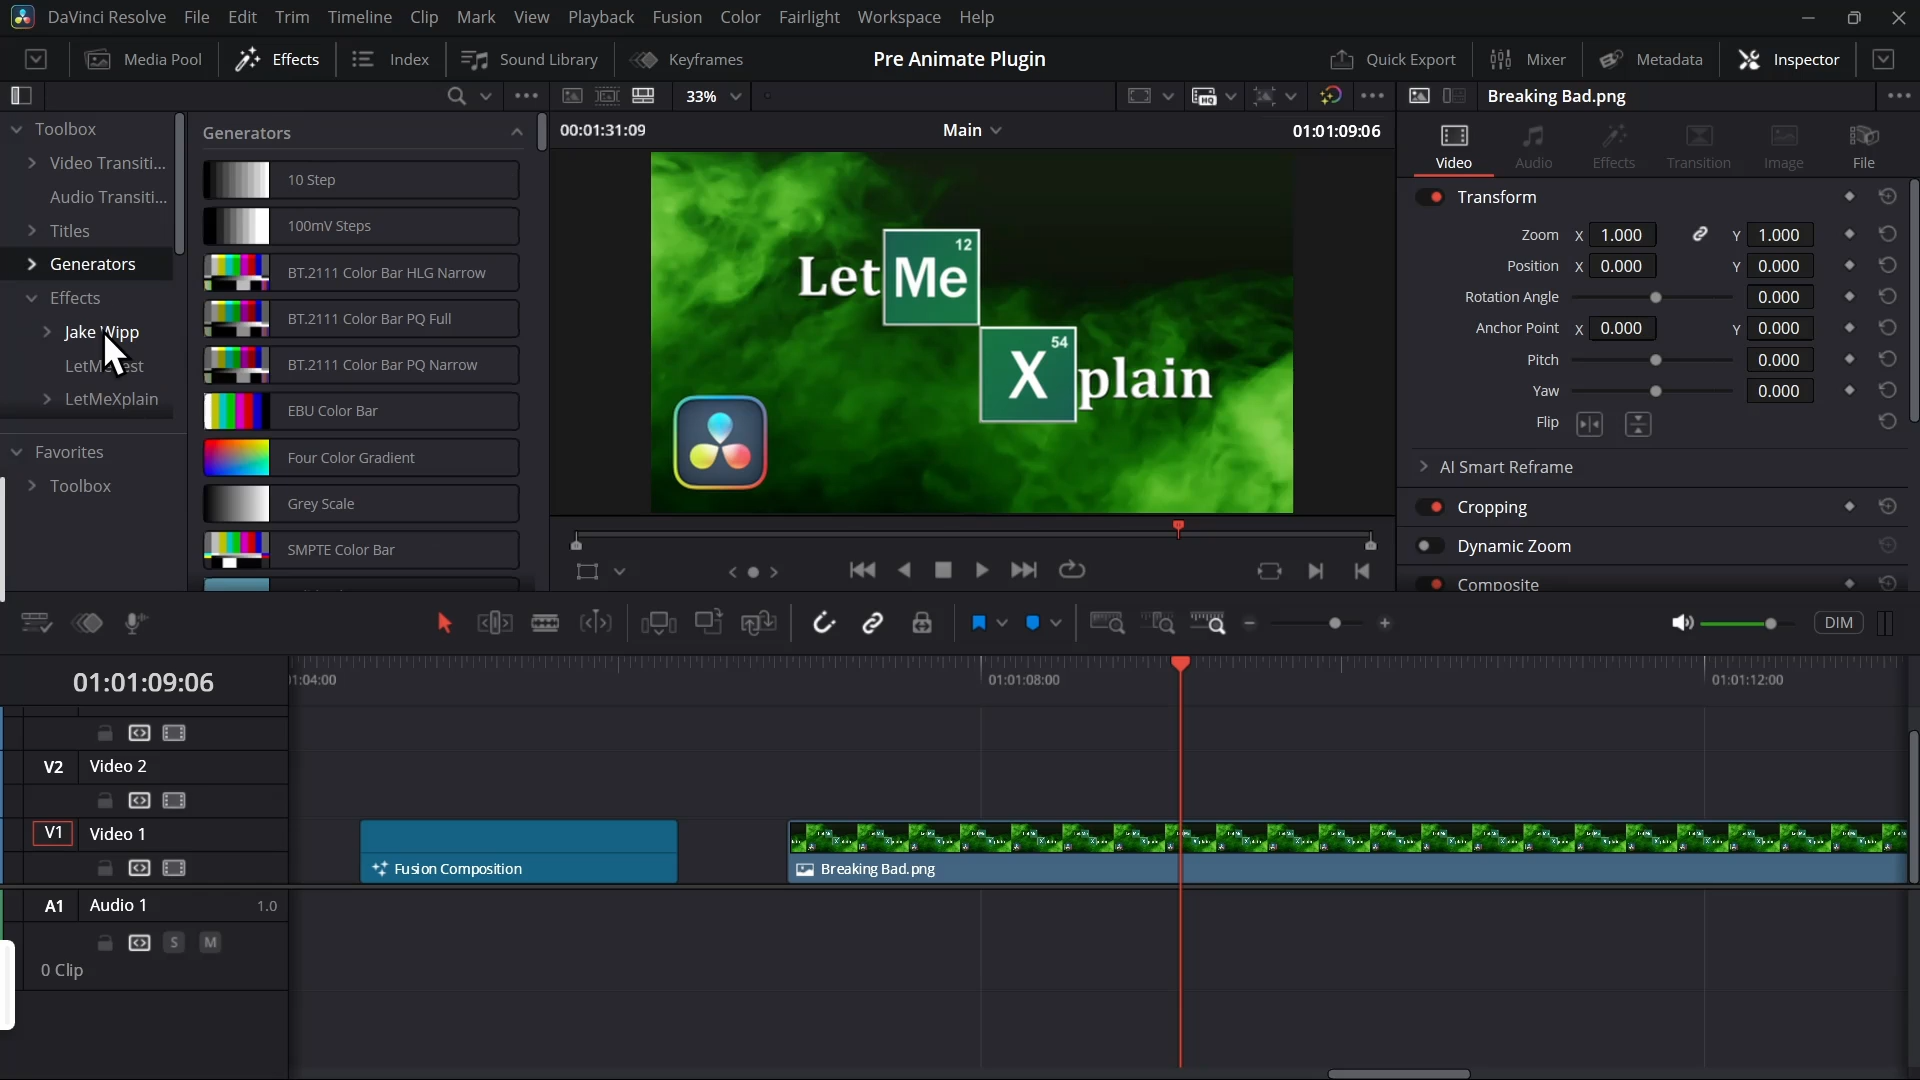 DaVinci Resolve File Edit Trim Timeline Clip Mark View Playback Fusion Color Fairlight Workspace Help
Media Pool Effects Index Sound Library Keyframes Pre Animate Plugin Quick Export Mixer Metadata Inspector
33% HQ Breaking Bad.png
Toolbox Generators 00:01:31:09 Main 01:01:09:06
Video Transiti...
Audio Transiti...
Titles
Generators
Effects
Jake Wipp
LetMeXplain
Favorites
Toolbox
10 Step
100mV Steps
BT.2111 Color Bar HLG Narrow
BT.2111 Color Bar PQ Full
BT.2111 Color Bar PQ Narrow
EBU Color Bar
Four Color Gradient
Grey Scale
SMPTE Color Bar
Let Me 12
X 54 plain
Video Audio Effects Transition Image File
Transform
Zoom X 1.000 Y 1.000
Position X 0.000 Y 0.000
Rotation Angle 0.000
Anchor Point X 0.000 Y 0.000
Pitch 0.000
Yaw 0.000
Flip
AI Smart Reframe
Cropping
Dynamic Zoom
Composite
DIM
01:01:09:06 1:04:00 01:01:08:00 01:01:12:00
V2 Video 2
V1 Video 1
Fusion Composition Breaking Bad.png
A1 Audio 1 1.0
S M
0 Clip